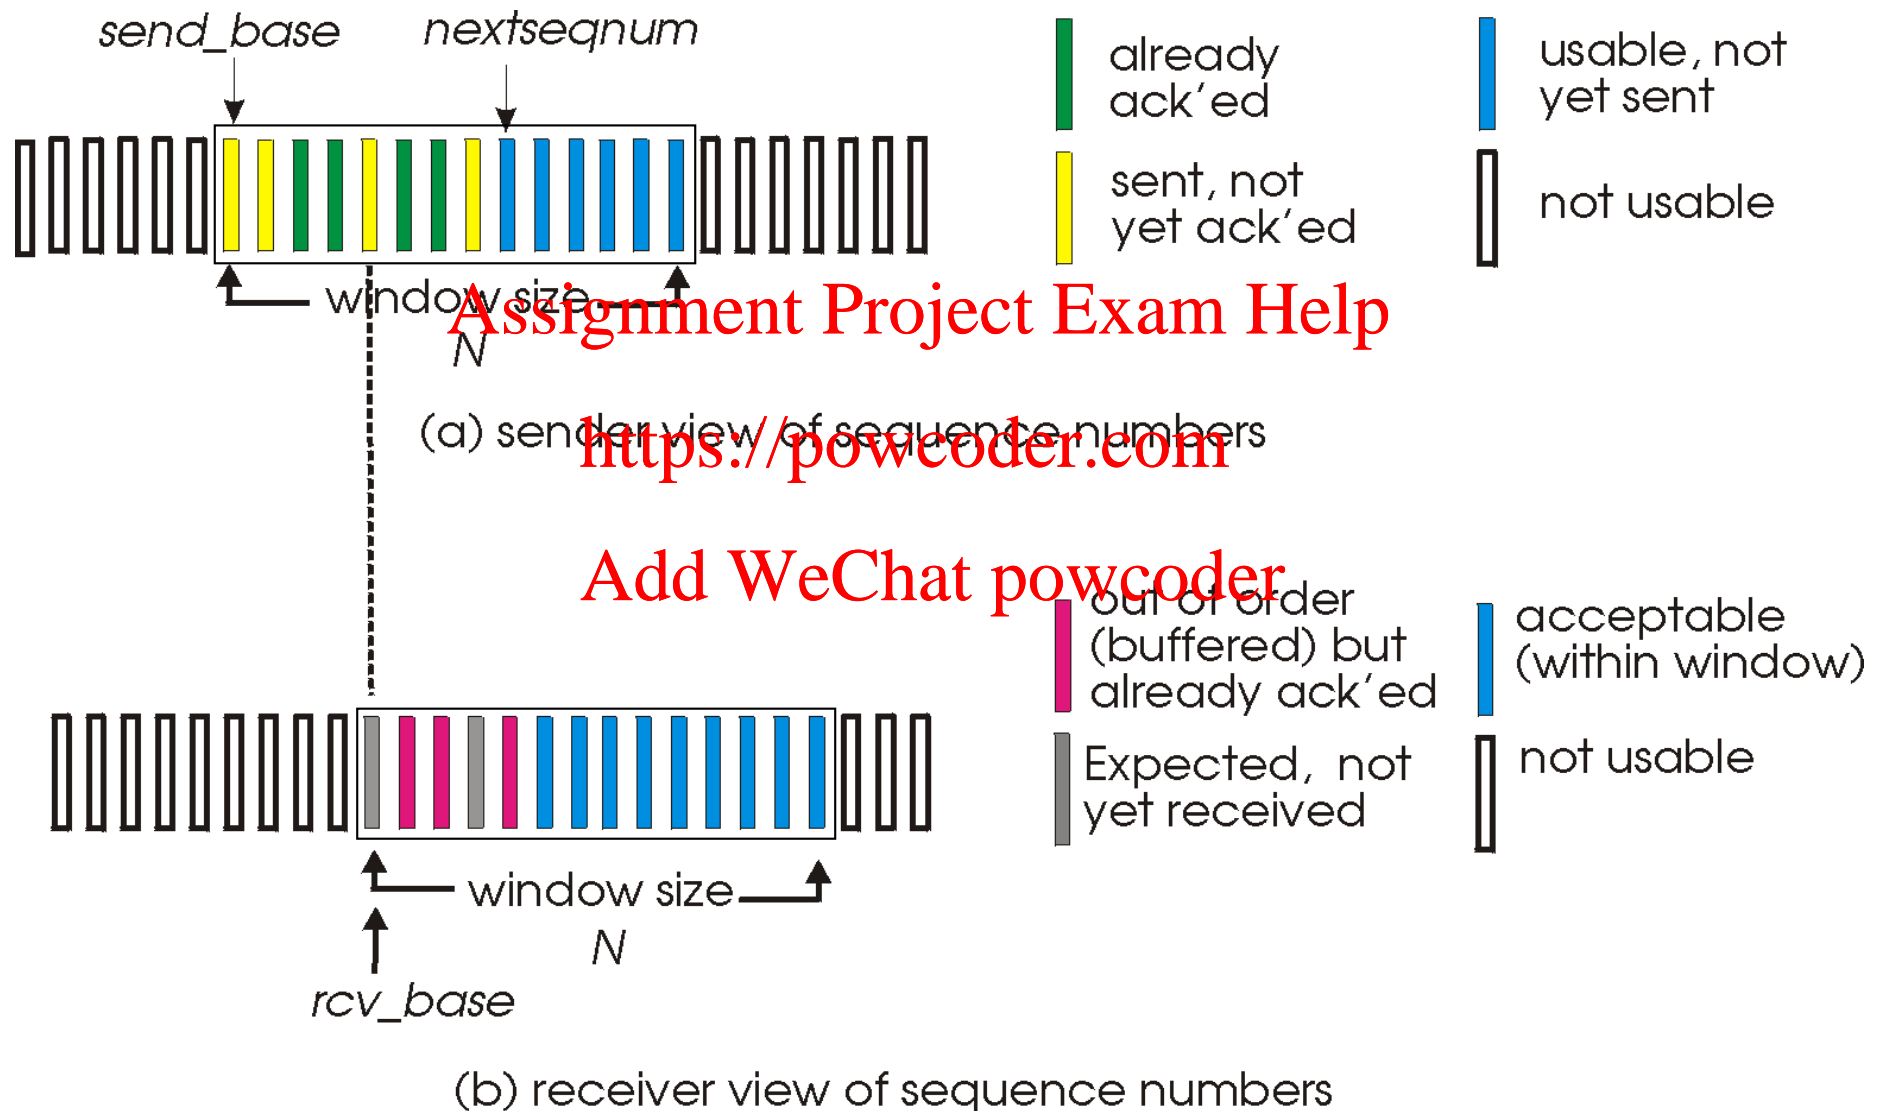 send_base
nextseqnum
already
ack'ed
usable, not
yet sent
sent, not
yet ack'ed
not usable
window size
N
Assignment Project Exam Help
(a) sender view of sequence numbers
https://powcoder.com
Add WeChat powcoder
out of order
(buffered) but
already ack'ed
acceptable
(within window)
Expected, not
yet received
not usable
window size
N
rcv_base
(b) receiver view of sequence numbers